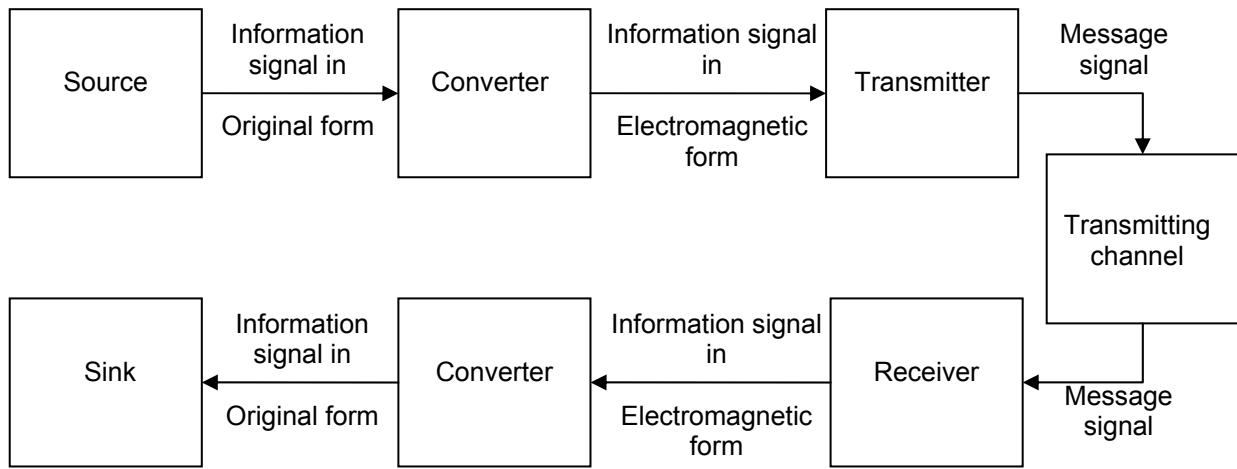 Source
Information
signal in
Original form
Converter
Information signal
in
Electromagnetic
form
Transmitter
Message
signal
Transmitting
channel
Message
signal
Receiver
Information signal
in
Electromagnetic
form
Converter
Information
signal in
Original form
Sink